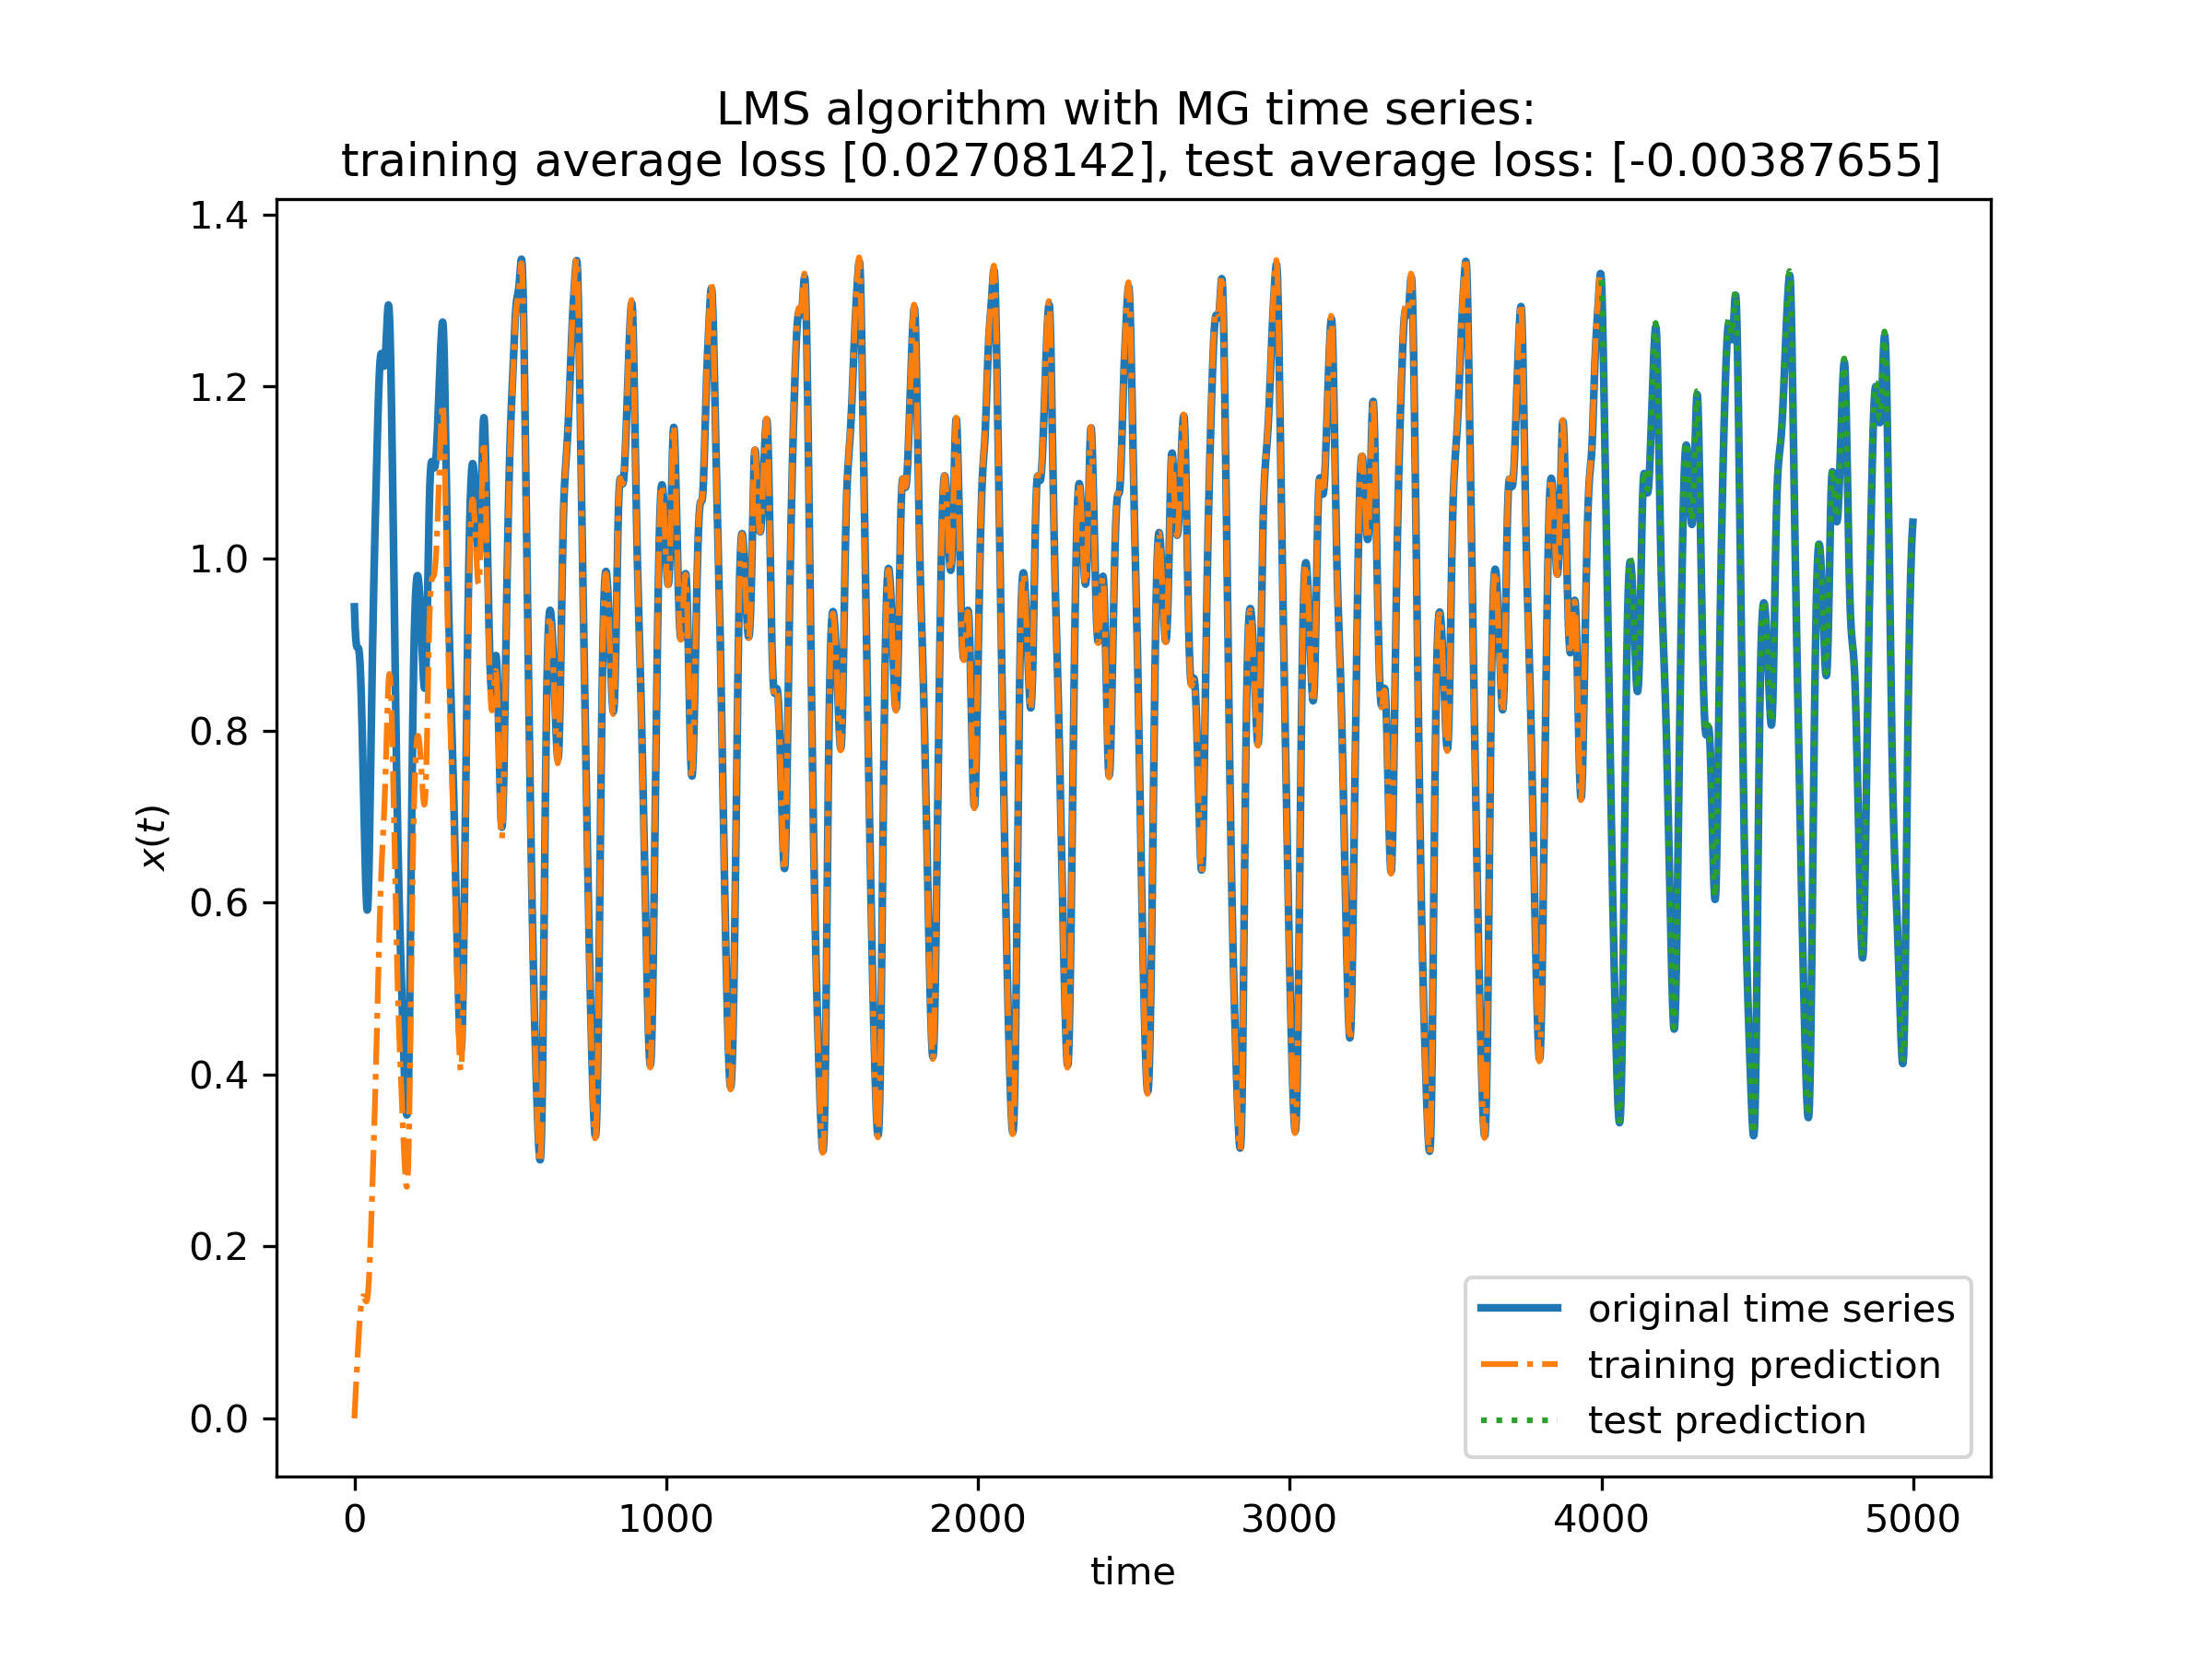 LMS algorithm with MG time series:
training average loss [0.02708142], test average loss: [-0.00387655]
1.4
1.2
1.0
0.8
0.6
0.4
0.2
0.0
x(t)
0 1000 2000 3000 4000 5000
time
original time series
training prediction
test prediction